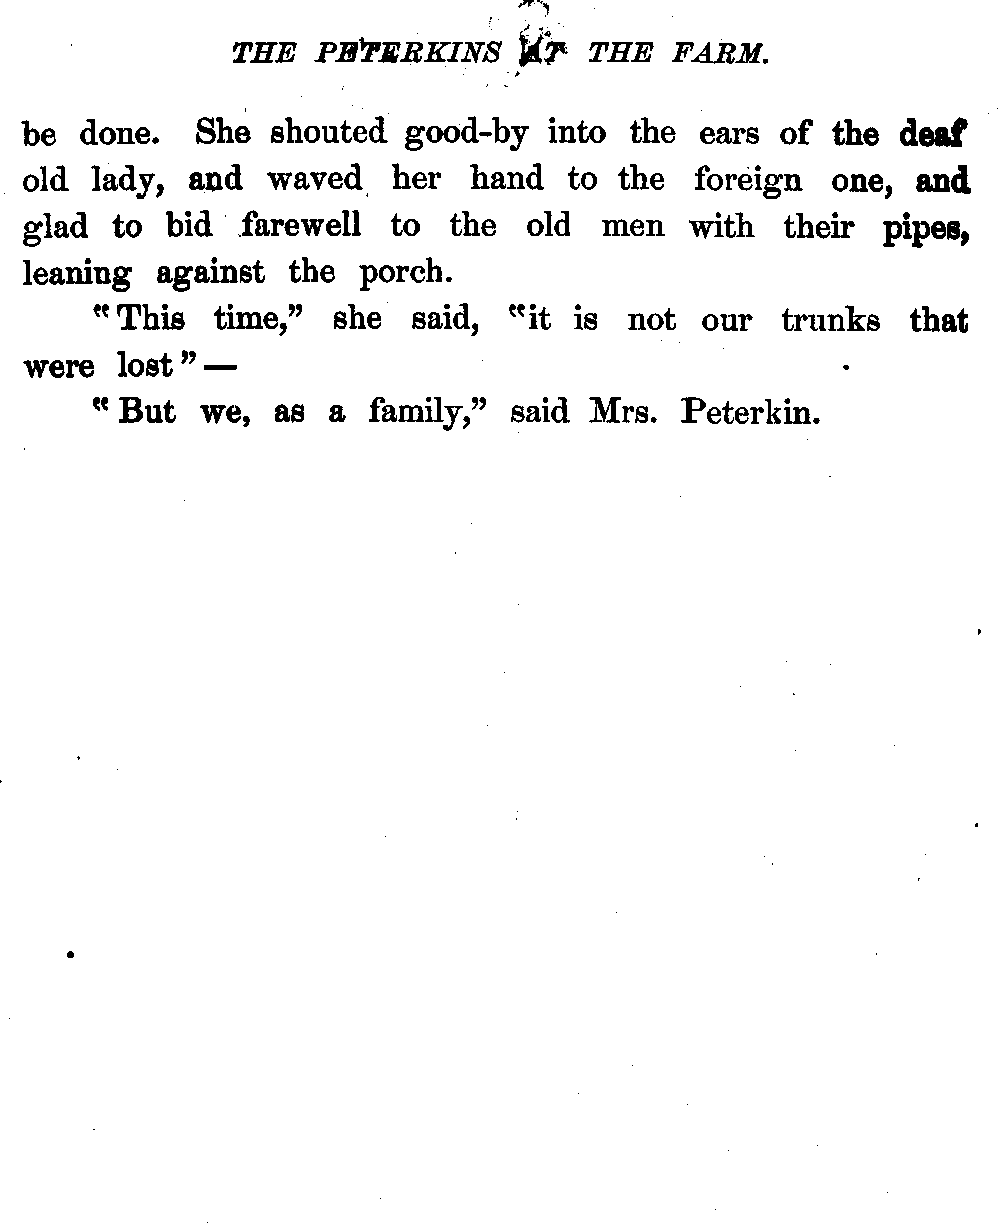 THE PETERKINS AT THE FARM.
be done. She shouted good-by into the ears of the deaf
old lady, and waved her hand to the foreign one, and
glad to bid farewell to the old men with their pipes,
leaning against the porch.
"This time," she said, "it is not our trunks that
were lost"—
"But we, as a family," said Mrs. Peterkin.